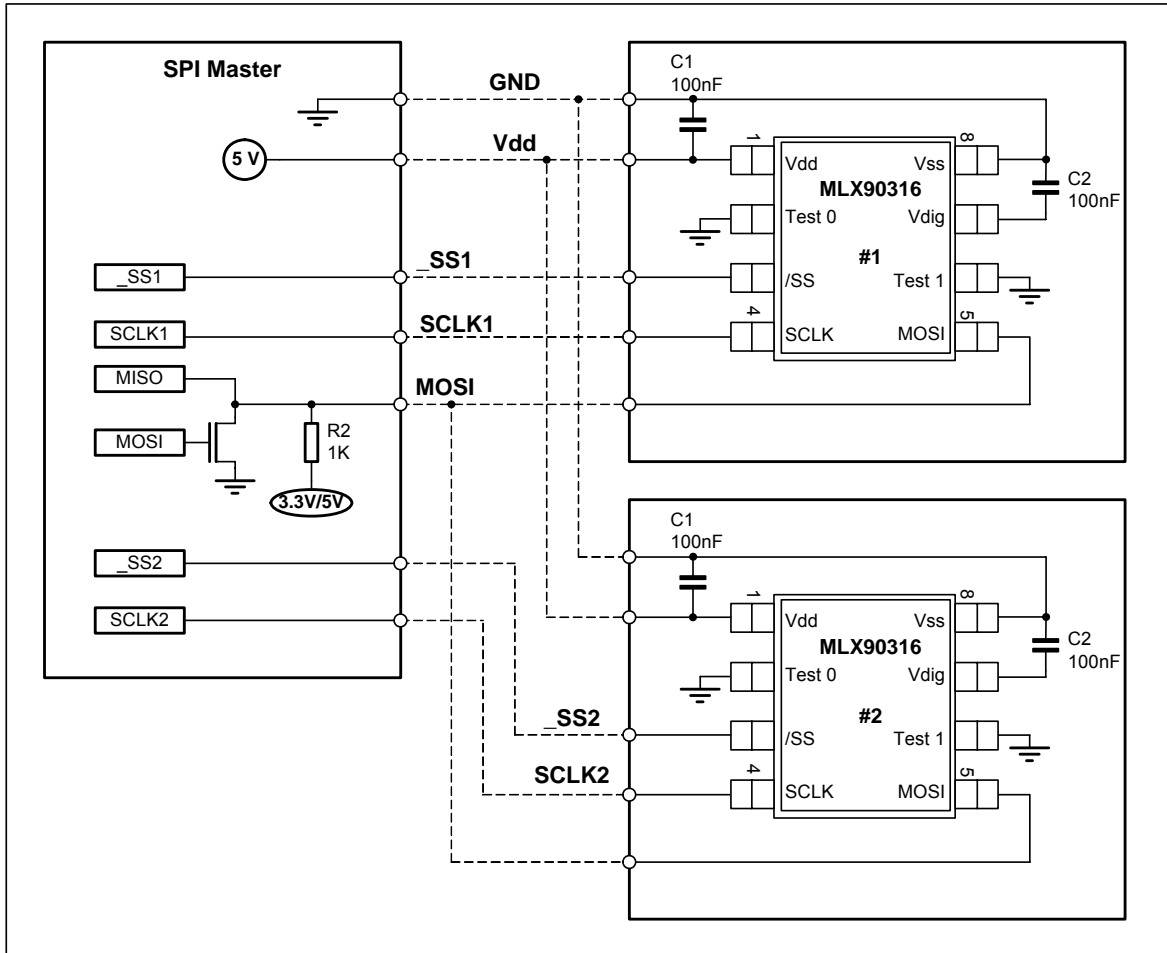 SPI Master
GND
5 V
Vdd
_SS1
_SS1
SCLK1
SCLK1
MISO
MOSI
MOSI
R2
1K
3.3V/5V
_SS2
SCLK2
_SS2
SCLK2
C1
100nF
1
8
Vdd
Vss
MLX90316
C2
100nF
Test 0
Vdig
#1
/SS
Test 1
4
5
SCLK
MOSI
C1
100nF
1
8
Vdd
Vss
MLX90316
C2
100nF
Test 0
Vdig
#2
/SS
Test 1
4
5
SCLK
MOSI